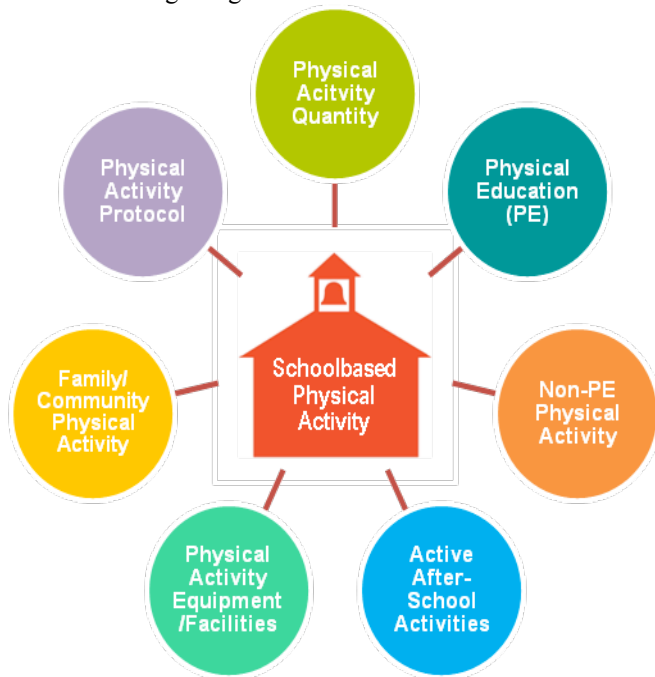 Physical
Acitvity
Quantity
Physical
Education
(PE)
Non-PE
Physical
Activity
Active
After-
School
Activities
Physical
Activity
Equipment
/Facilities
Family/
Community
Physical
Activity
Physical
Activity
Protocol
Schoolbased
Physical
Activity